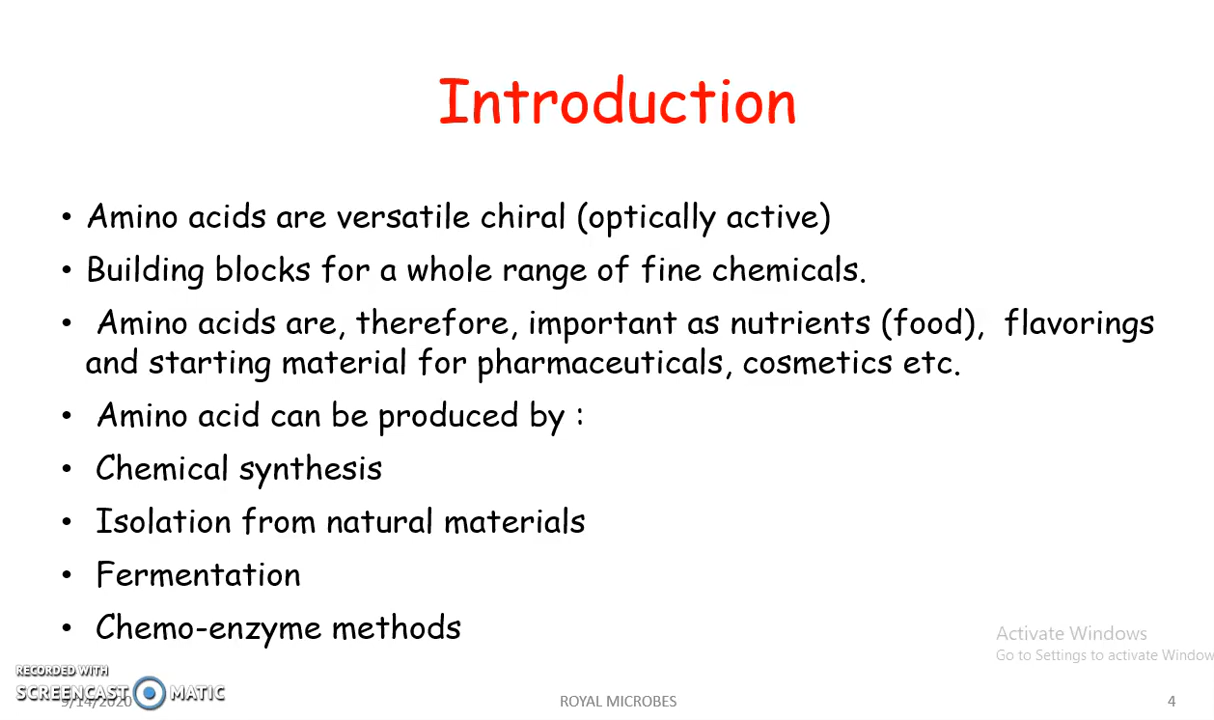 Introduction
• Amino acids are versatile chiral (optically active)
• Building blocks for a whole range of fine chemicals.
• Amino acids are, therefore, important as nutrients (food), flavorings
and starting material for pharmaceuticals, cosmetics etc.
• Amino acid can be produced by :
• Chemical synthesis
• Isolation from natural materials
• Fermentation
• Chemo-enzyme methods
Activate Windows
Go to Settings to activate Window
RECORDED WITH
SCREENCAST MATIC
9/14/2020
ROYAL MICROBES
4